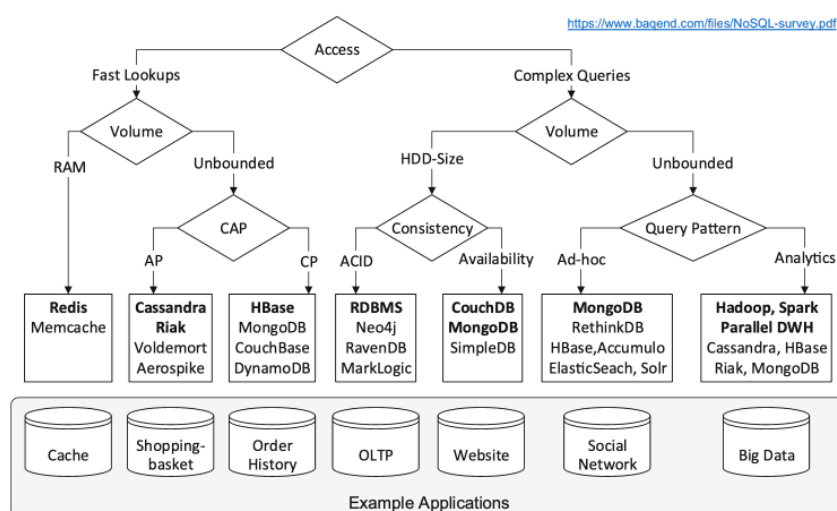 https://www.baqend.com/files/NoSQL-survey.pdf
Access
Fast Lookups
Complex Queries
Volume
Volume
RAM
Unbounded
HDD-Size
Unbounded
CAP
Consistency
Query Pattern
AP
CP
ACID
Availability
Ad-hoc
Analytics
Redis
Memcache
Cassandra
Riak
Voldemort
Aerospike
HBase
MongoDB
CouchBase
DynamoDB
RDBMS
Neo4j
RavenDB
MarkLogic
CouchDB
MongoDB
SimpleDB
MongoDB
RethinkDB
HBase,Accumulo
ElasticSeach, Solr
Hadoop, Spark
Parallel DWH
Cassandra, HBase
Riak, MongoDB
Cache
Shopping-
basket
Order
History
OLTP
Website
Social
Network
Big Data
Example Applications